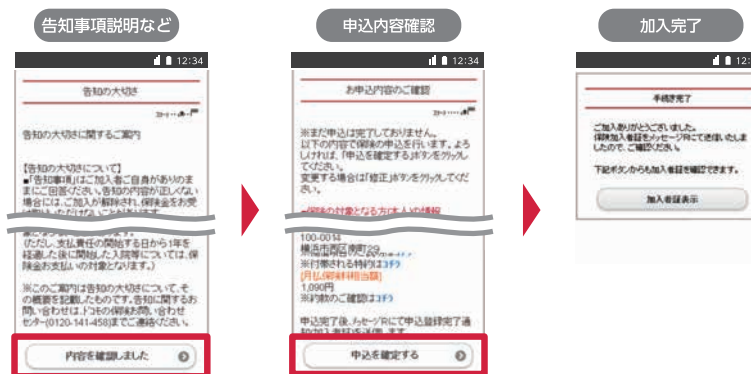 告知事項説明など
12:34
告知の大切さ
告知の大切さに関するご案内
【告知の大切さについて】
■「告知事項」はご加入者ご自身がありのま
まにご回答ください。告知の内容が正しくない
場合には、ご加入が解除され、保険金をお受
(ただし、支払責任の開始する日から1年を
経過した後に開始した入院等については、保
険金お支払いの対象となります。)
※このご案内は告知の大切さについて、そ
の概要を記載したものです。告知に関するお
問い合わせは、ドコモの保険お問い合わせ
センター(0120-141-458)までご連絡ください。
内容を確認しました
申込内容確認
12:34
お申込内容のご確認
※まだ申込は完了しておりません。
以下の内容で保険の申込を行います。よろ
しければ、「申込を確定する」ボタンをクリックし
てください。
変更する場合は「修正」ボタンをクリックしてくだ
さい。
■保険の対象となる方(本人)の情報
100-0014
横浜市西区南町29
※付帯される特約はコチラ
[月払保険料相当額]
1,090円
※約款のご確認はコチラ
申込完了後、メッセージRにて申込登録完了通
申込を確定する
加入完了
12:
手続き完了
ご加入ありがとうございました。
保険加入者証をメッセージRにて送信いたしま
したので、ご確認ください。
下記ボタンからも加入者証を確認できます。
加入者証表示